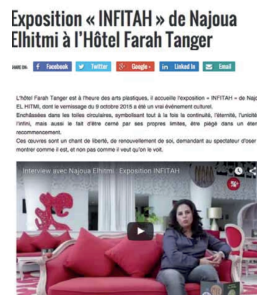 Exposition « INFITAH » de Najoua
Elhitmi à l'Hôtel Farah Tanger
SHARE ON:
Facebook
Twitter
Google+
Linked In
Email
L'hôtel Farah Tanger est à l'heure des arts plastiques, il accueille l'exposition « INFITAH » de Najo
EL HITMI, dont le vernissage du 9 octobre 2015 a été un vrai événement culturel.
Enchâssées dans les toiles circulaires, symbolisant tout à la fois la continuité, l'éternité, l'unicité
l'infini, mais aussi le fait d'être cerné par ses propres limites, être piégé dans un éter
recommencement.
Ces œuvres sont un chant de liberté, de renouvellement de soi, demandant au spectateur d'oser
montrer comme il est, et non pas comme il veut qu'on le voit.
Interview avec Najoua Elhitmi : Exposition INFITAH